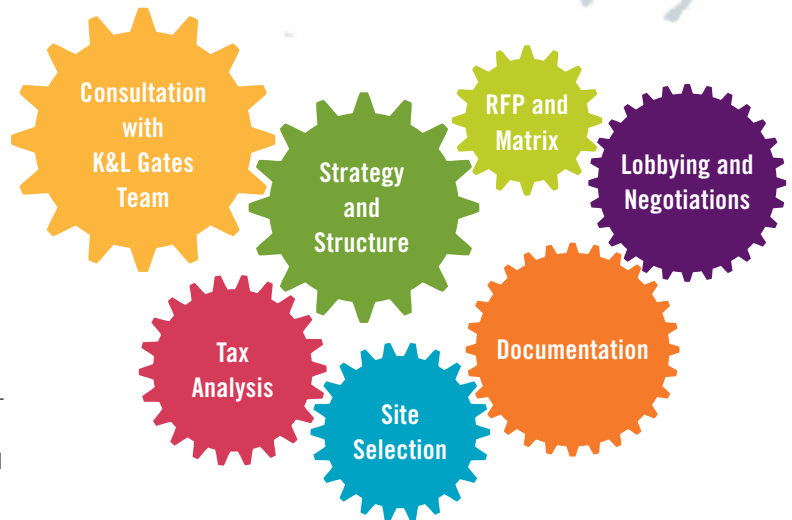 Consultation
with
K&L Gates
Team
Strategy
and
Structure
RFP and
Matrix
Lobbying and
Negotiations
Tax
Analysis
Site
Selection
Documentation